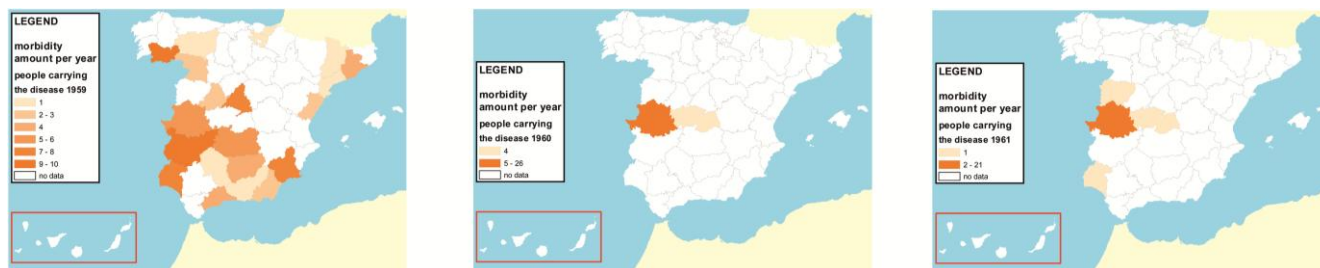 LEGEND
morbidity
amount per year
people carrying
the disease 1959
1
2 - 3
4
5 - 6
7 - 8
9 - 10
no data
LEGEND
morbidity
amount per year
people carrying
the disease 1960
4
5 - 26
no data
LEGEND
morbidity
amount per year
people carrying
the disease 1961
1
2 - 21
no data